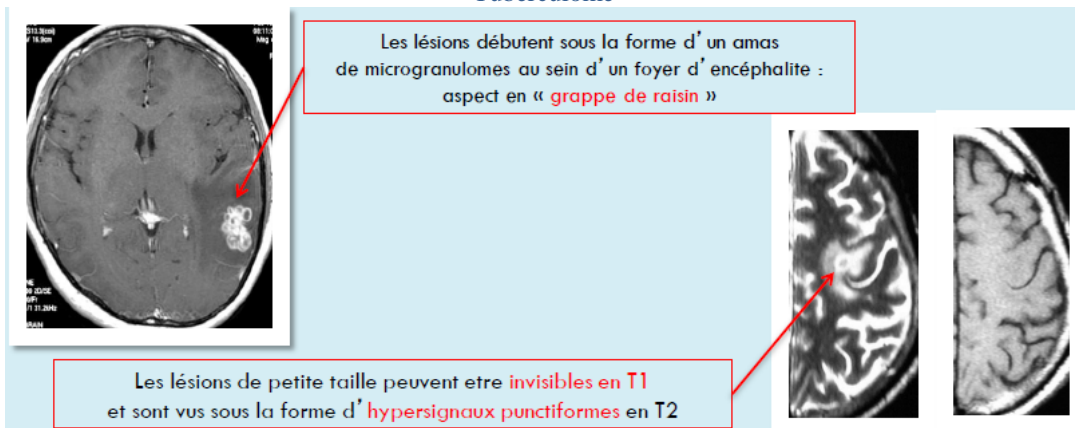 Les lésions débutent sous la forme d'un amas
de microgranulomes au sein d'un foyer d'encéphalite :
aspect en « grappe de raisin »
Les lésions de petite taille peuvent etre invisibles en T1
et sont vus sous la forme d'hypersignaux punctiformes en T2